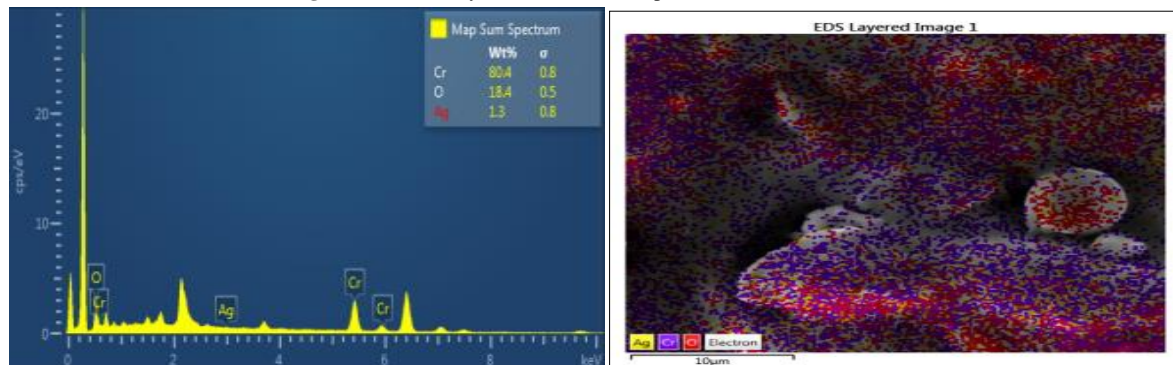 Map Sum Spectrum
Wt% σ
Cr 80.4 0.8
O 18.4 0.5
Ag 1.3 0.8
cps/eV
20
10
0
O
Cr
Ag
Cr
Cr
0 2 4 6 8 keV
EDS Layered Image 1
Ag Cr O Electron
10μm